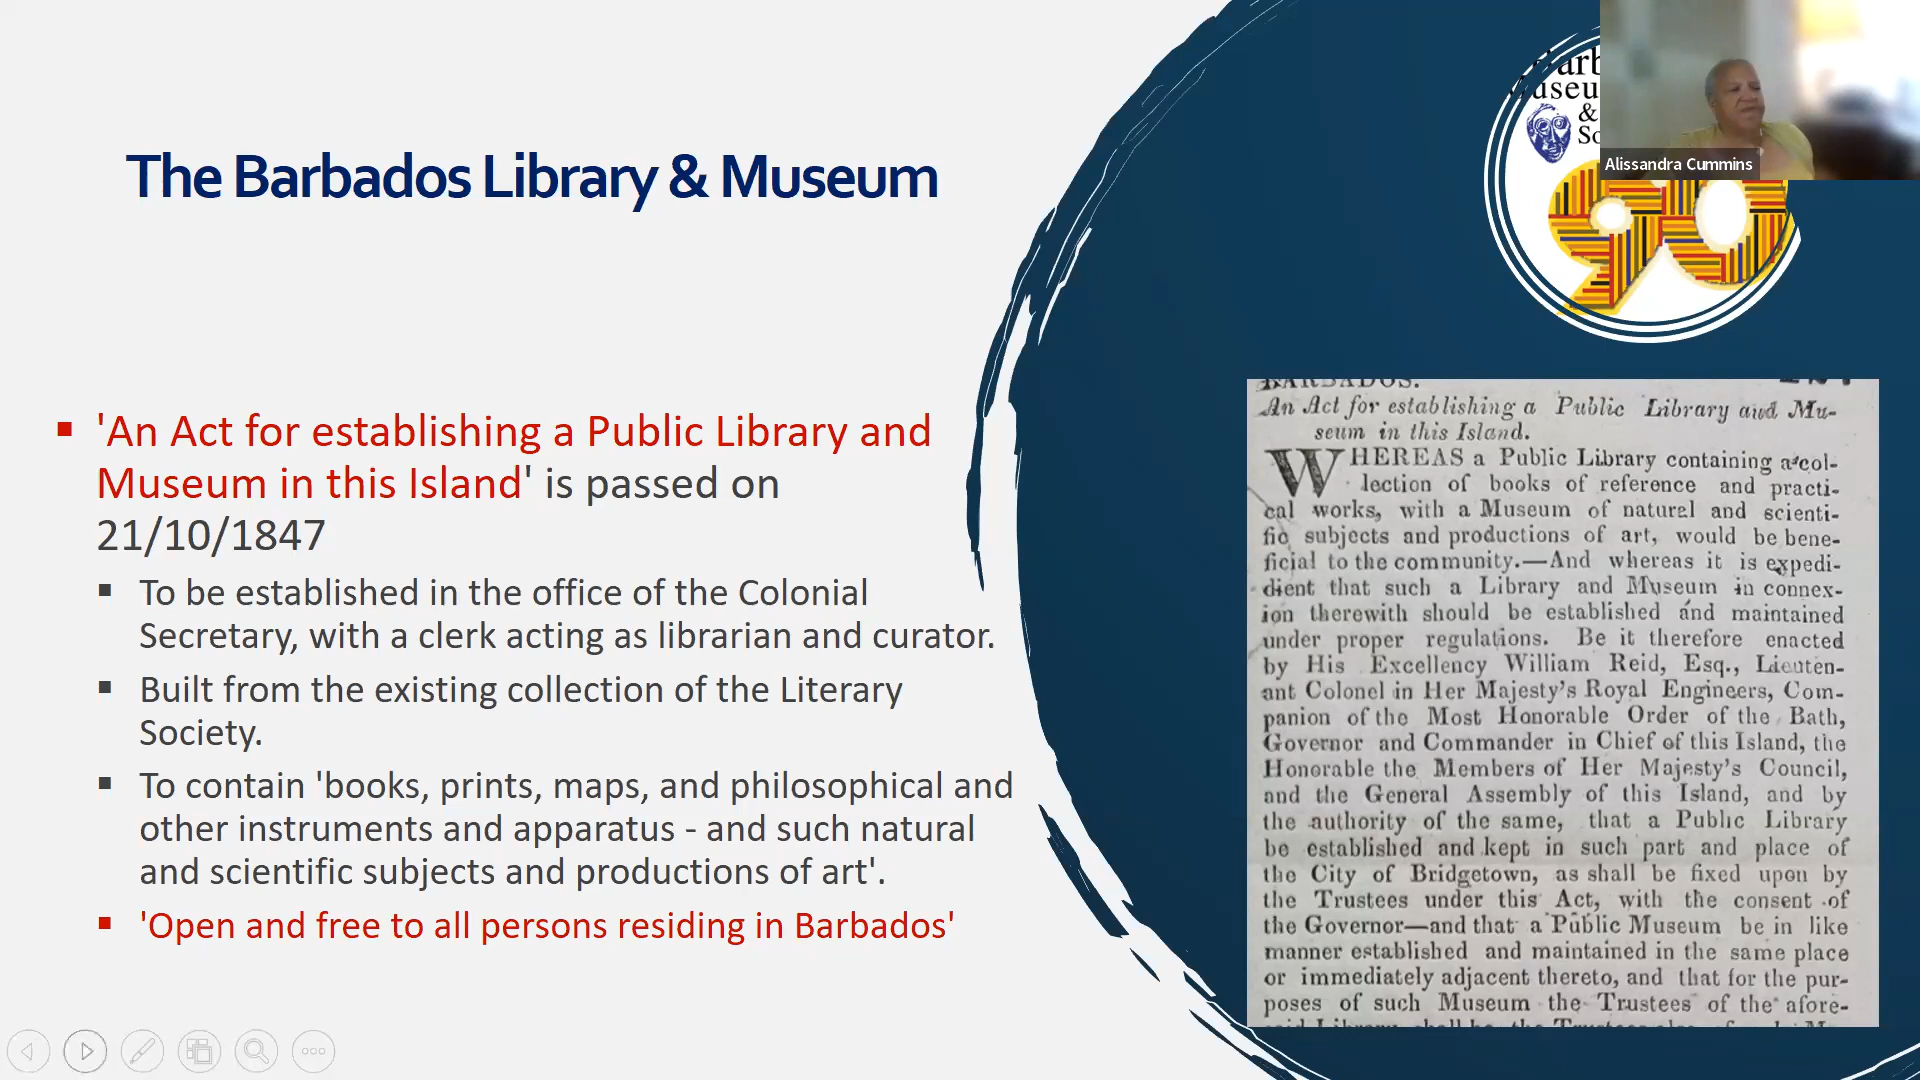 The Barbados Library & Museum
▪ 'An Act for establishing a Public Library and
Museum in this Island' is passed on
21/10/1847
▪ To be established in the office of the Colonial
Secretary, with a clerk acting as librarian and curator.
▪ Built from the existing collection of the Literary
Society.
▪ To contain 'books, prints, maps, and philosophical and
other instruments and apparatus - and such natural
and scientific subjects and productions of art'.
▪ 'Open and free to all persons residing in Barbados'
&
90
Alissandra Cummins
BARBADOS.
An Act for establishing a Public Library and Mu-
seum in this Island.
WHEREAS a Public Library containing a col-
lection of books of reference and practi-
cal works, with a Museum of natural and scienti-
fic subjects and productions of art, would be bene-
ficial to the community.—And whereas it is expedi-
dient that such a Library and Museum in connex-
ion therewith should be established and maintained
under proper regulations. Be it therefore enacted
by His Excellency William Reid, Esq., Lieuten-
ant Colonel in Her Majesty's Royal Engineers, Com-
panion of the Most Honorable Order of the Bath,
Governor and Commander in Chief of this Island, the
Honorable the Members of Her Majesty's Council,
and the General Assembly of this Island, and by
the authority of the same, that a Public Library
be established and kept in such part and place of
the City of Bridgetown, as shall be fixed upon by
the Trustees under this Act, with the consent of
the Governor—and that a Public Museum be in like
manner established and maintained in the same place
or immediately adjacent thereto, and that for the pur-
poses of such Museum the Trustees of the afore-